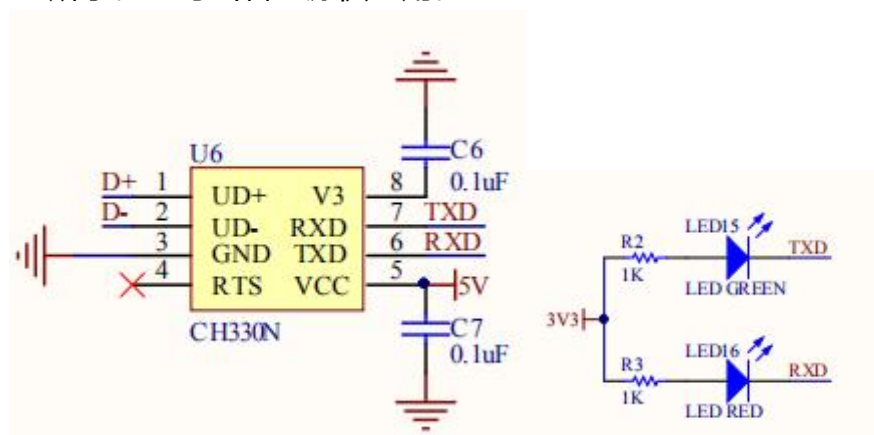 U6
D+ 1 UD+ V3 8
D- 2 UD- RXD 7 TXD
3 GND TXD 6 RXD
4 RTS VCC 5 5V
CH330N
C6
0.1uF
C7
0.1uF
LED15
R2
TXD
1K
LED GREEN
3V3
LED16
R3
RXD
1K
LED RED